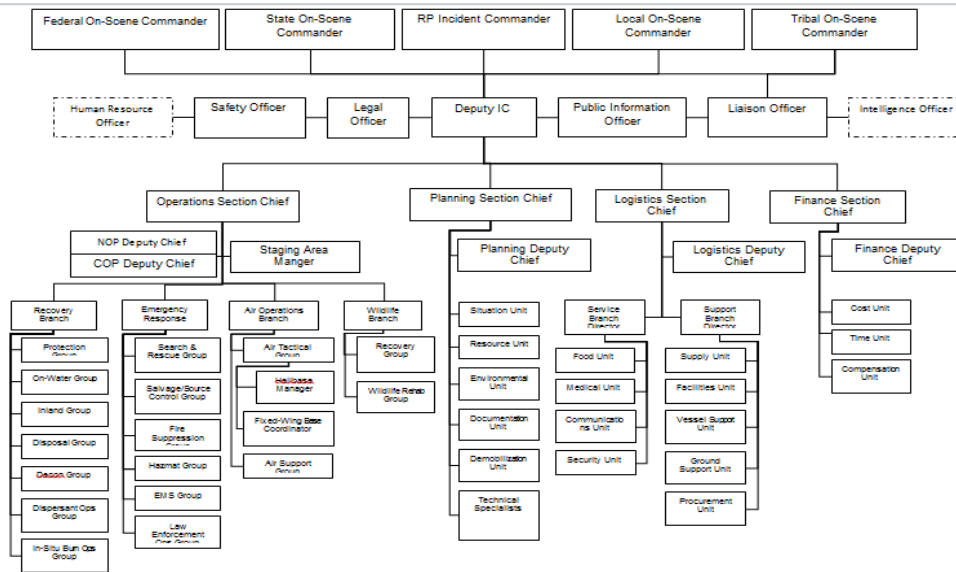 Federal On-Scene Commander
State On-Scene
Commander
RP Incident Commander
Local On-Scene
Commander
Tribal On-Scene
Commander
Human Resource
Officer
Safety Officer
Legal
Officer
Deputy IC
Public Information
Officer
Liaison Officer
Intelligence Officer
Operations Section Chief
Planning Section Chief
Logistics Section
Chief
Finance Section
Chief
NOP Deputy Chief
COP Deputy Chief
Staging Area
Manger
Planning Deputy
Chief
Logistics Deputy
Chief
Finance Deputy
Chief
Recovery
Branch
Emergency
Response
Air Operations
Branch
Wildlife
Branch
Situation Unit
Service
Branch
Director
Support
Branch
Director
Cost Unit
Protection
Group
Search &
Rescue Group
Air Tactical
Group
Recovery
Group
Resource Unit
Food Unit
Supply Unit
Time Unit
On-Water Group
Salvage/Source
Control Group
Manager
Wildlife Rehab
Group
Environmental
Unit
Medical Unit
Facilities Unit
Compensation
Unit
Inland Group
Fire
Suppression
Fixed-Wing Base
Coordinator
Documentation
Unit
Communicatio
ns Unit
Vessel Support
Unit
Disposal Group
Hazmat Group
Air Support
Group
Demobilization
Unit
Security Unit
Ground
Support Unit
Decon Group
EMS Group
Technical
Specialists
Procurement
Unit
Dispersant Ops
Group
Law
Enforcement
Ops Group
In-Situ Burn Ops
Group